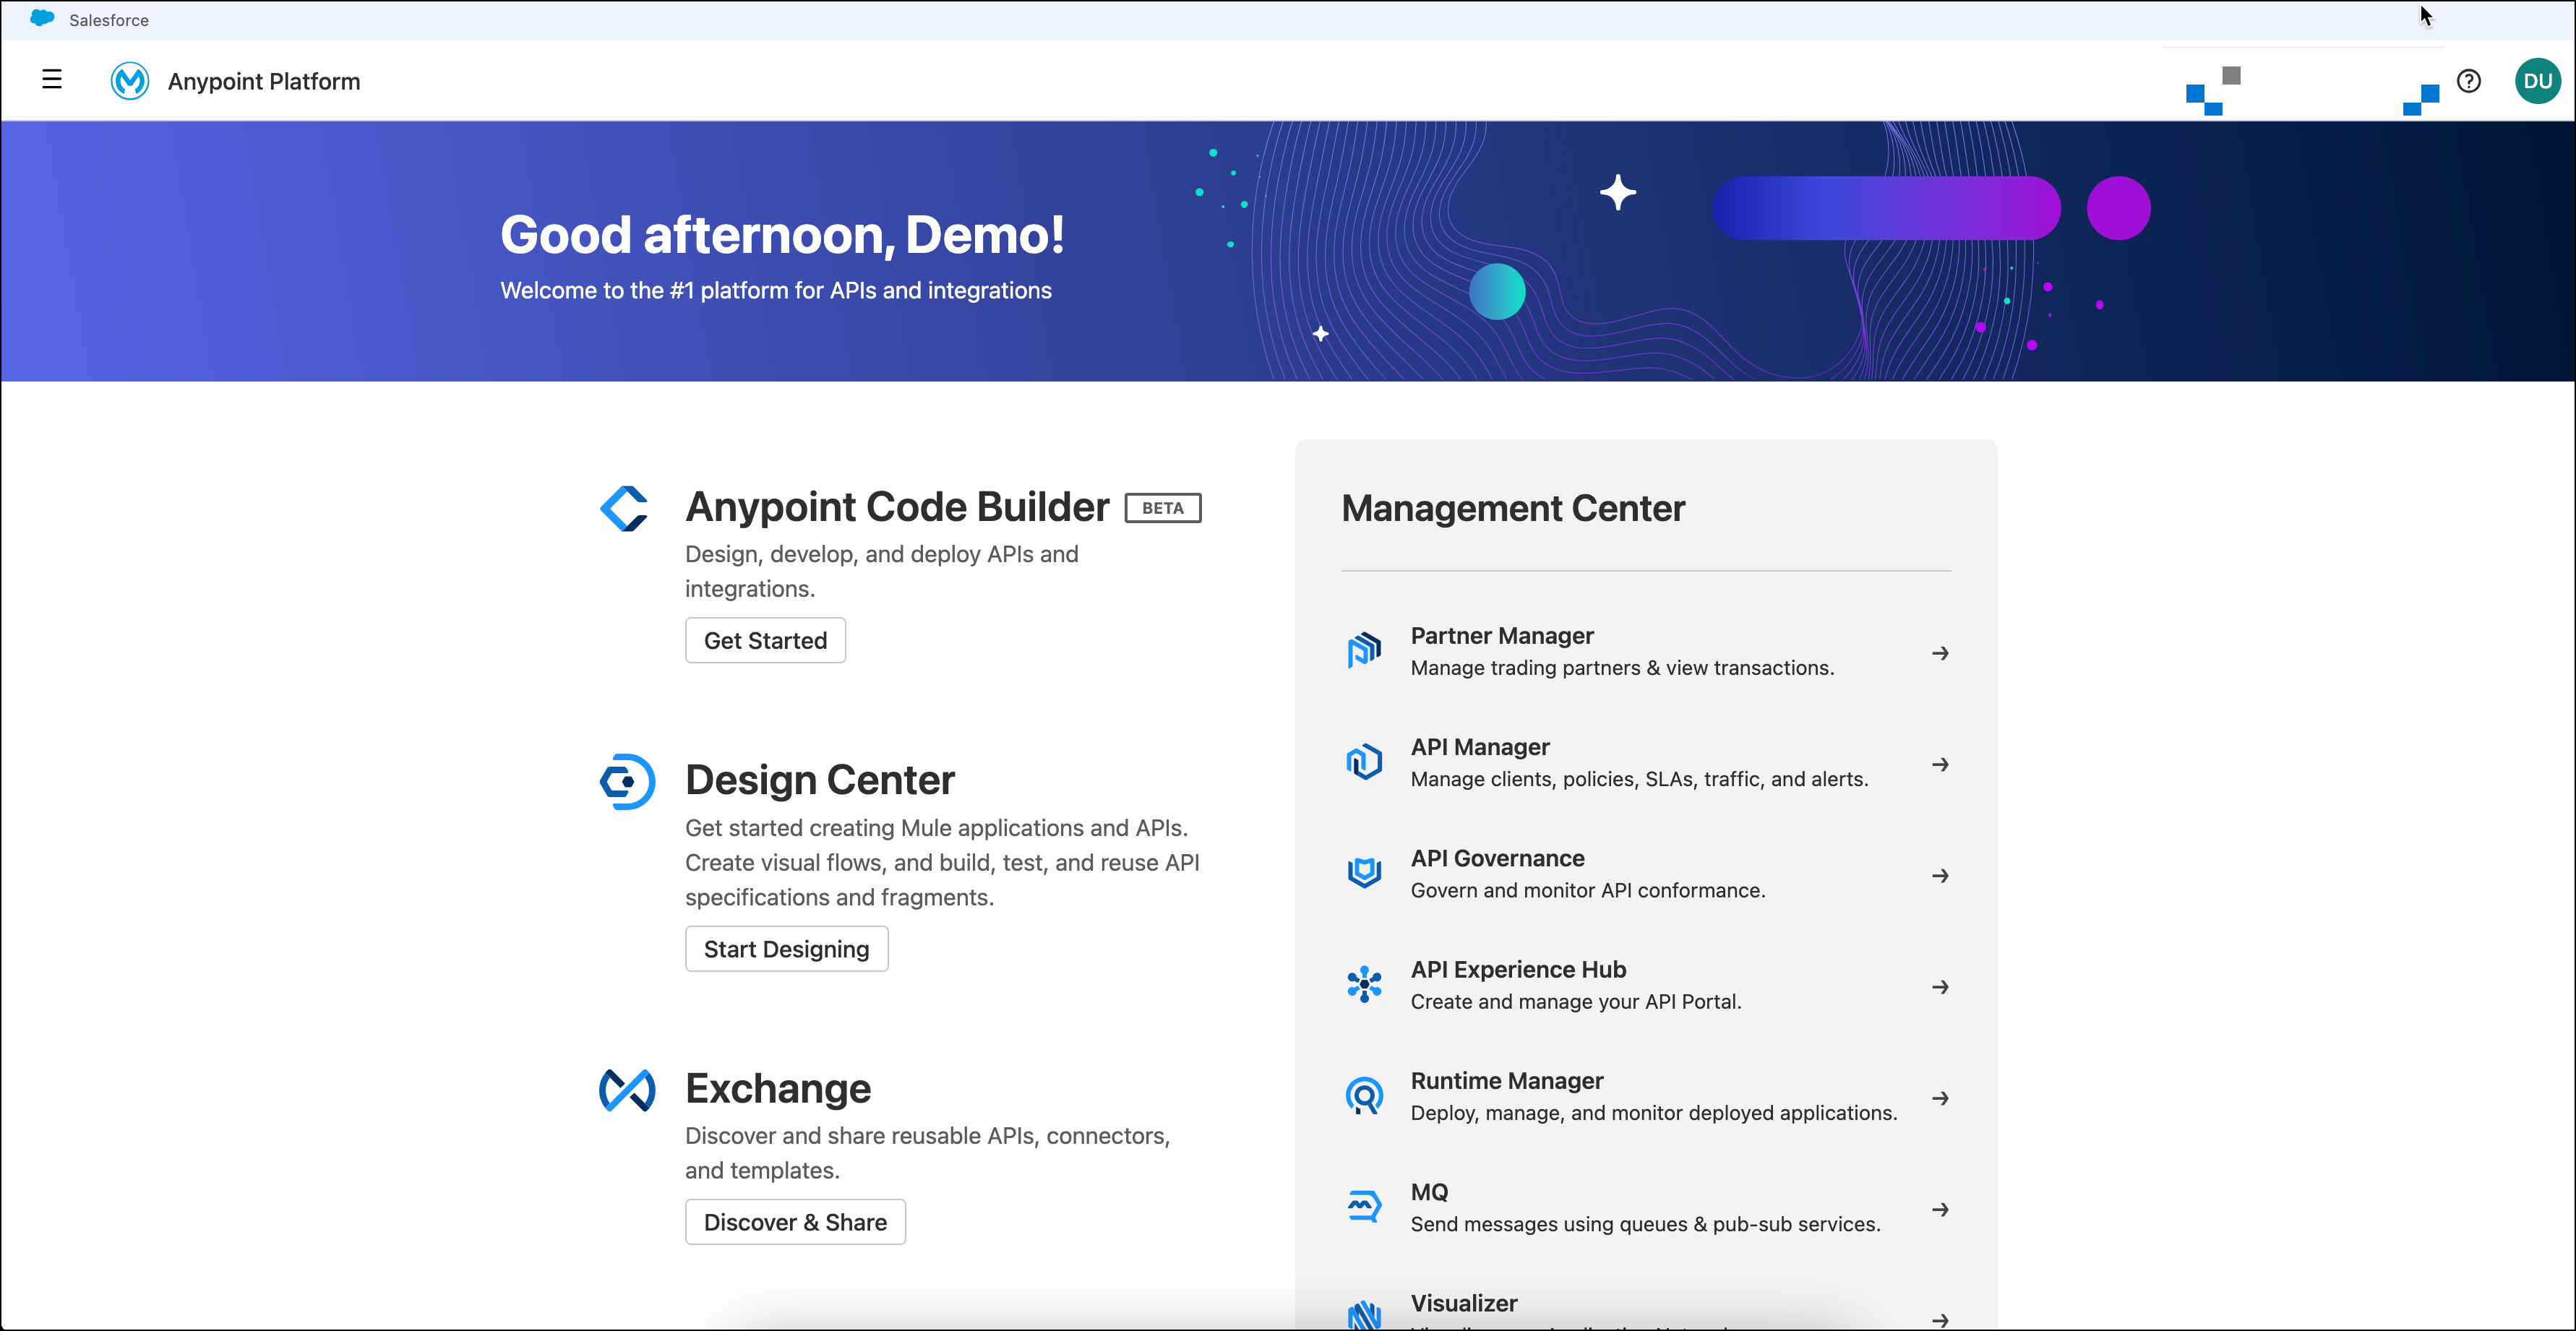 Salesforce
Anypoint Platform
DU
Good afternoon, Demo!
Welcome to the #1 platform for APIs and integrations
Anypoint Code Builder BETA
Design, develop, and deploy APIs and
integrations.
Get Started
Design Center
Get started creating Mule applications and APIs.
Create visual flows, and build, test, and reuse API
specifications and fragments.
Start Designing
Exchange
Discover and share reusable APIs, connectors,
and templates.
Discover & Share
Management Center
Partner Manager
Manage trading partners & view transactions.
API Manager
Manage clients, policies, SLAs, traffic, and alerts.
API Governance
Govern and monitor API conformance.
API Experience Hub
Create and manage your API Portal.
Runtime Manager
Deploy, manage, and monitor deployed applications.
MQ
Send messages using queues & pub-sub services.
Visualizer